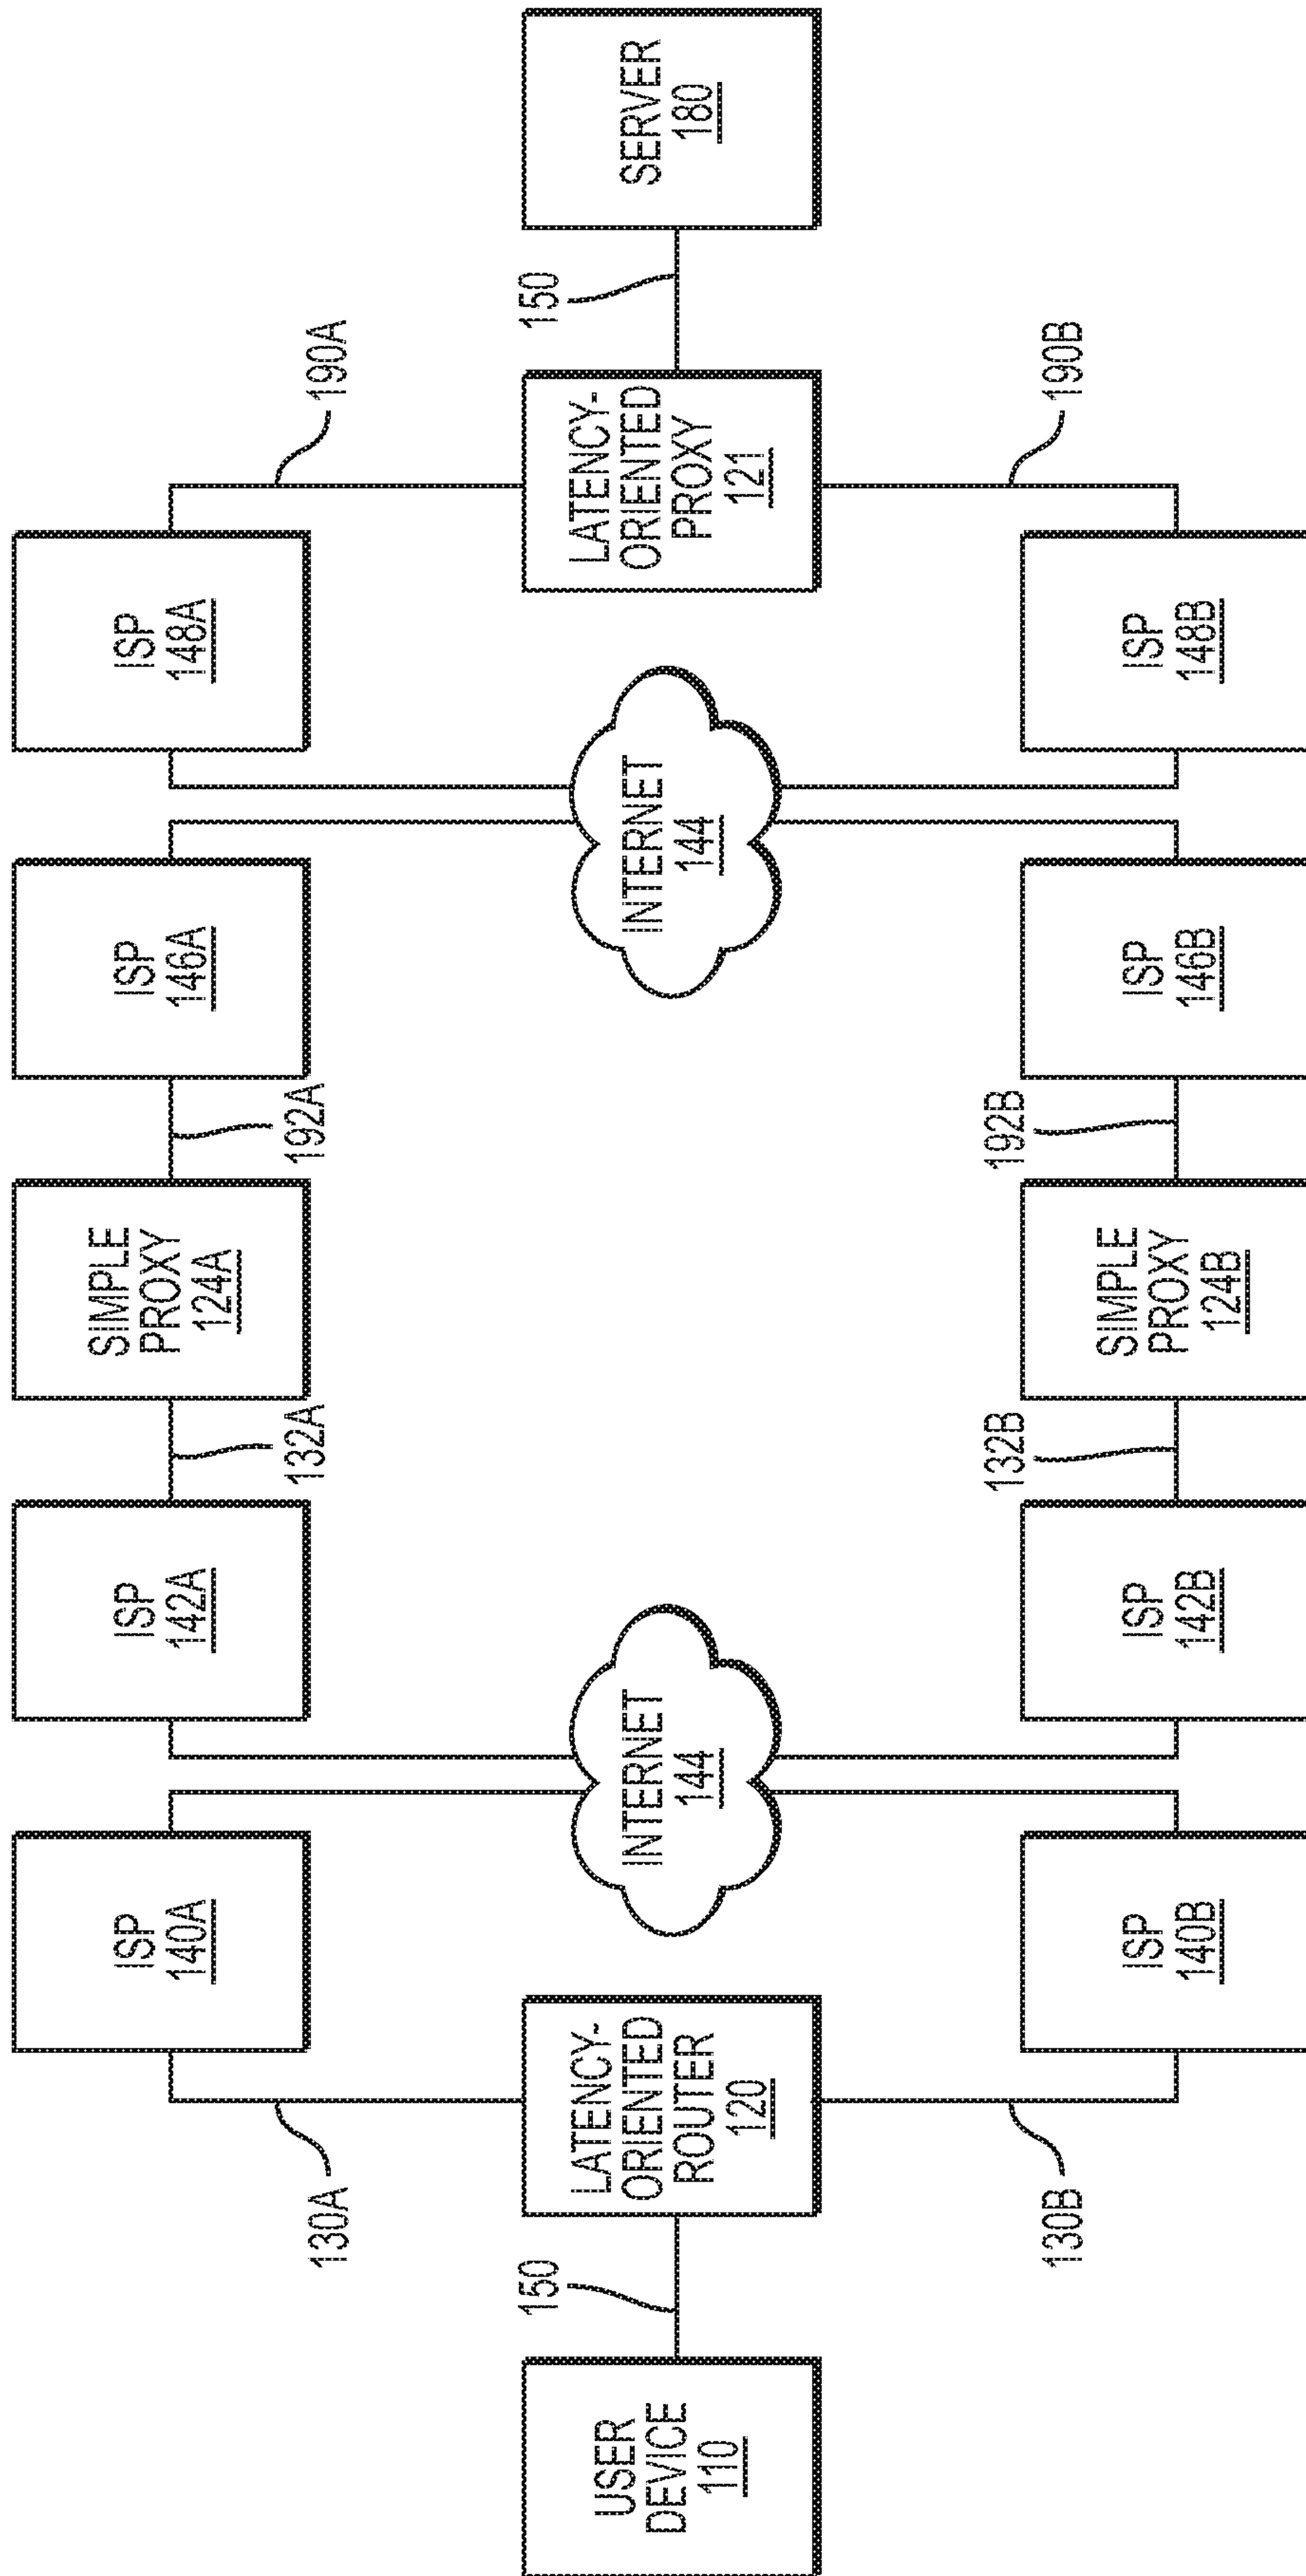 ISP
140A
ISP
142A
SIMPLE
PROXY
124A
ISP
146A
ISP
148A
130A
132A
192A
190A
USER
DEVICE
110
150
LATENCY-
ORIENTED
ROUTER
120
INTERNET
144
INTERNET
144
LATENCY-
ORIENTED
PROXY
121
150
SERVER
180
130B
132B
192B
190B
ISP
140B
ISP
142B
SIMPLE
PROXY
124B
ISP
146B
ISP
148B